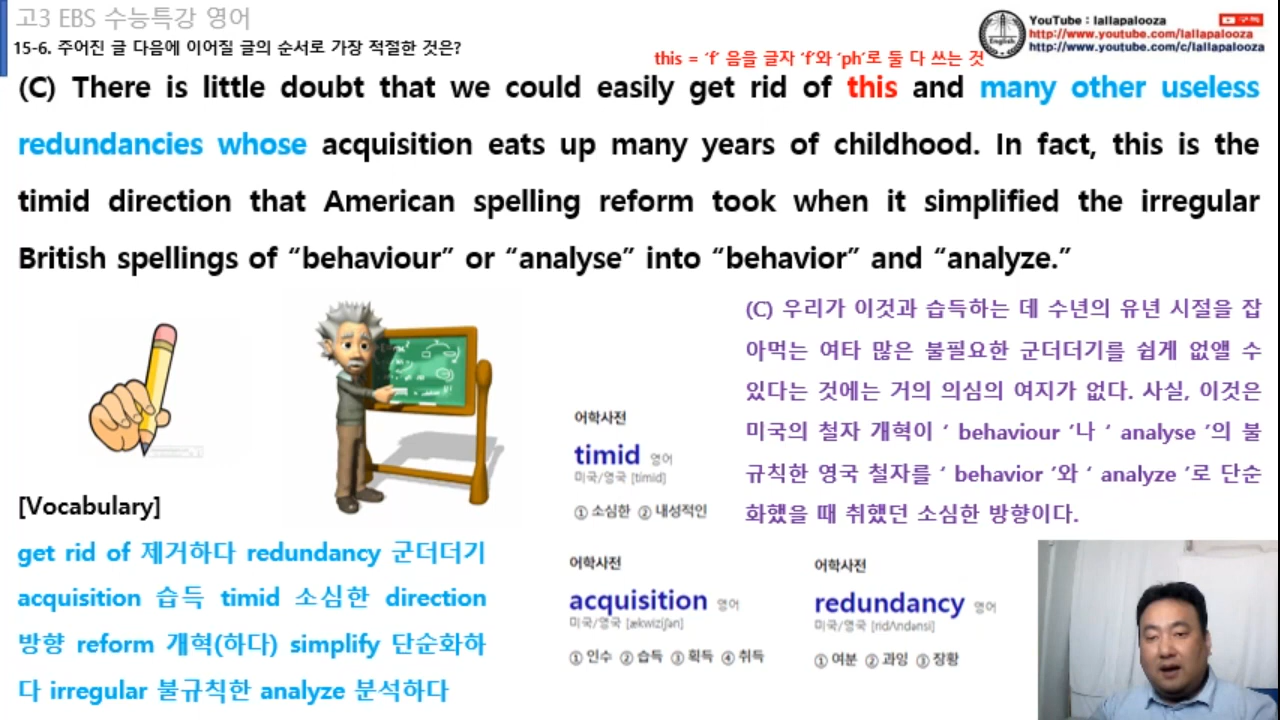 고3 EBS 수능특강 영어
15-6. 주어진 글 다음에 이어질 글의 순서로 가장 적절한 것은?
YouTube : lallapalooza
구독
http://www.youtube.com/lallapalooza
http://www.youtube.com/c/lallapalooza
English
this = ‘f’ 음을 글자 ‘f’와 ‘ph’로 둘 다 쓰는 것
(C) There is little doubt that we could easily get rid of this and many other useless
redundancies whose acquisition eats up many years of childhood. In fact, this is the
timid direction that American spelling reform took when it simplified the irregular
British spellings of “behaviour” or “analyse” into “behavior” and “analyze.”
(C) 우리가 이것과 습득하는 데 수년의 유년 시절을 잡
아먹는 여타 많은 불필요한 군더더기를 쉽게 없앨 수
있다는 것에는 거의 의심의 여지가 없다. 사실, 이것은
미국의 철자 개혁이 ‘ behaviour ’나 ‘ analyse ’의 불
규칙한 영국 철자를 ‘ behavior ’와 ‘ analyze ’로 단순
화했을 때 취했던 소심한 방향이다.
어학사전
timid 영어
미국/영국 [tímid]
① 소심한 ② 내성적인
[Vocabulary]
get rid of 제거하다 redundancy 군더더기
acquisition 습득 timid 소심한 direction
방향 reform 개혁(하다) simplify 단순화하
다 irregular 불규칙한 analyze 분석하다
어학사전
acquisition 영어
미국/영국 [ækwiziʃən]
① 인수 ② 습득 ③ 획득 ④ 취득
어학사전
redundancy 영어
미국/영국 [ridʌndənsi]
① 여분 ② 과잉 ③ 장황